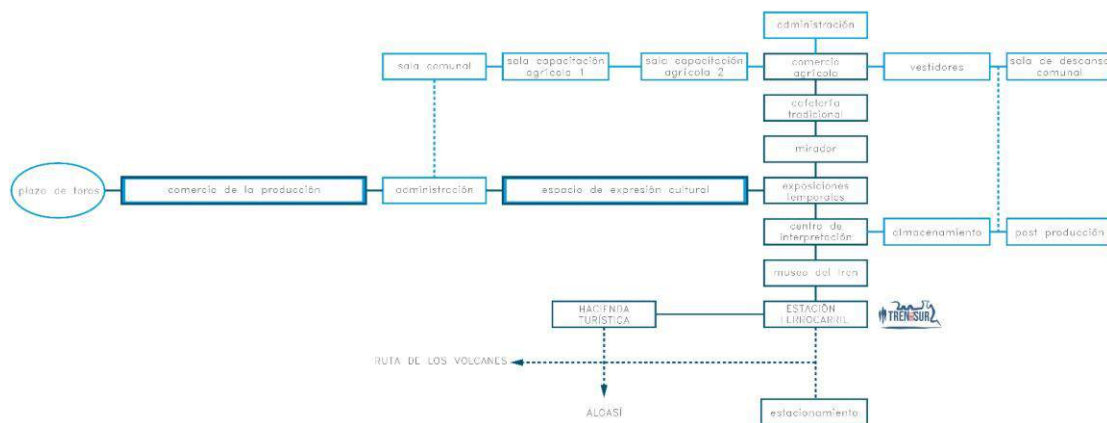 administración
sala comunal
sala capacitación
agrícola 1
sala capacitación
agrícola 2
comercio
agrícola
vestidores
sala de descanso
comunal
cafetería
tradicional
mirador
plaza de toros
comercio de la producción
administración
espacio de expresión cultural
exposiciones
temporales
centro de
interpretación
almacenamiento
post producción
museo del tren
HACIENDA
TURÍSTICA
ESTACIÓN
FERROCARRIL
TREN SUR
RUTA DE LOS VOLCANES
ALOASÍ
estacionamiento